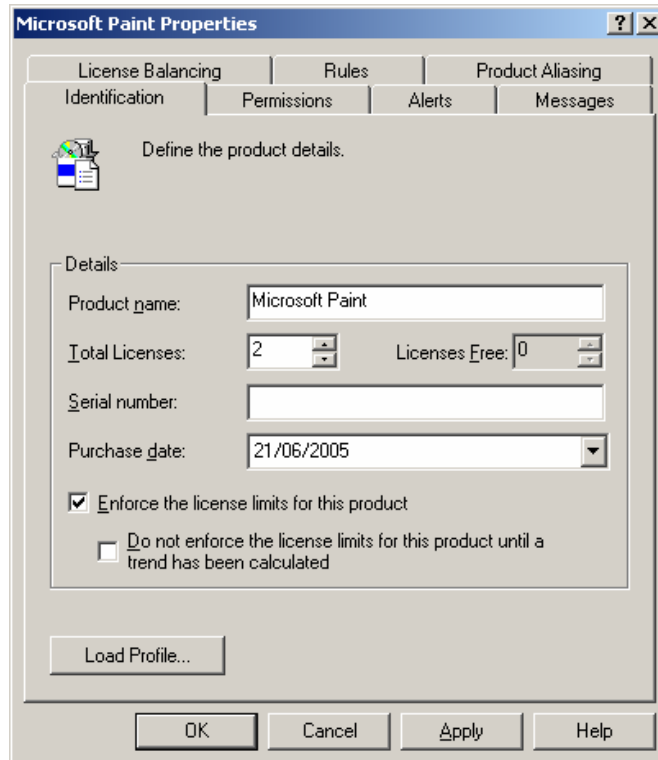 Microsoft Paint Properties
License Balancing Rules Product Aliasing
Identification Permissions Alerts Messages
Define the product details.
Details
Product name: Microsoft Paint
Total Licenses: 2 Licenses Free: 0
Serial number:
Purchase date: 21/06/2005
Enforce the license limits for this product
Do not enforce the license limits for this product until a
trend has been calculated
Load Profile...
OK Cancel Apply Help